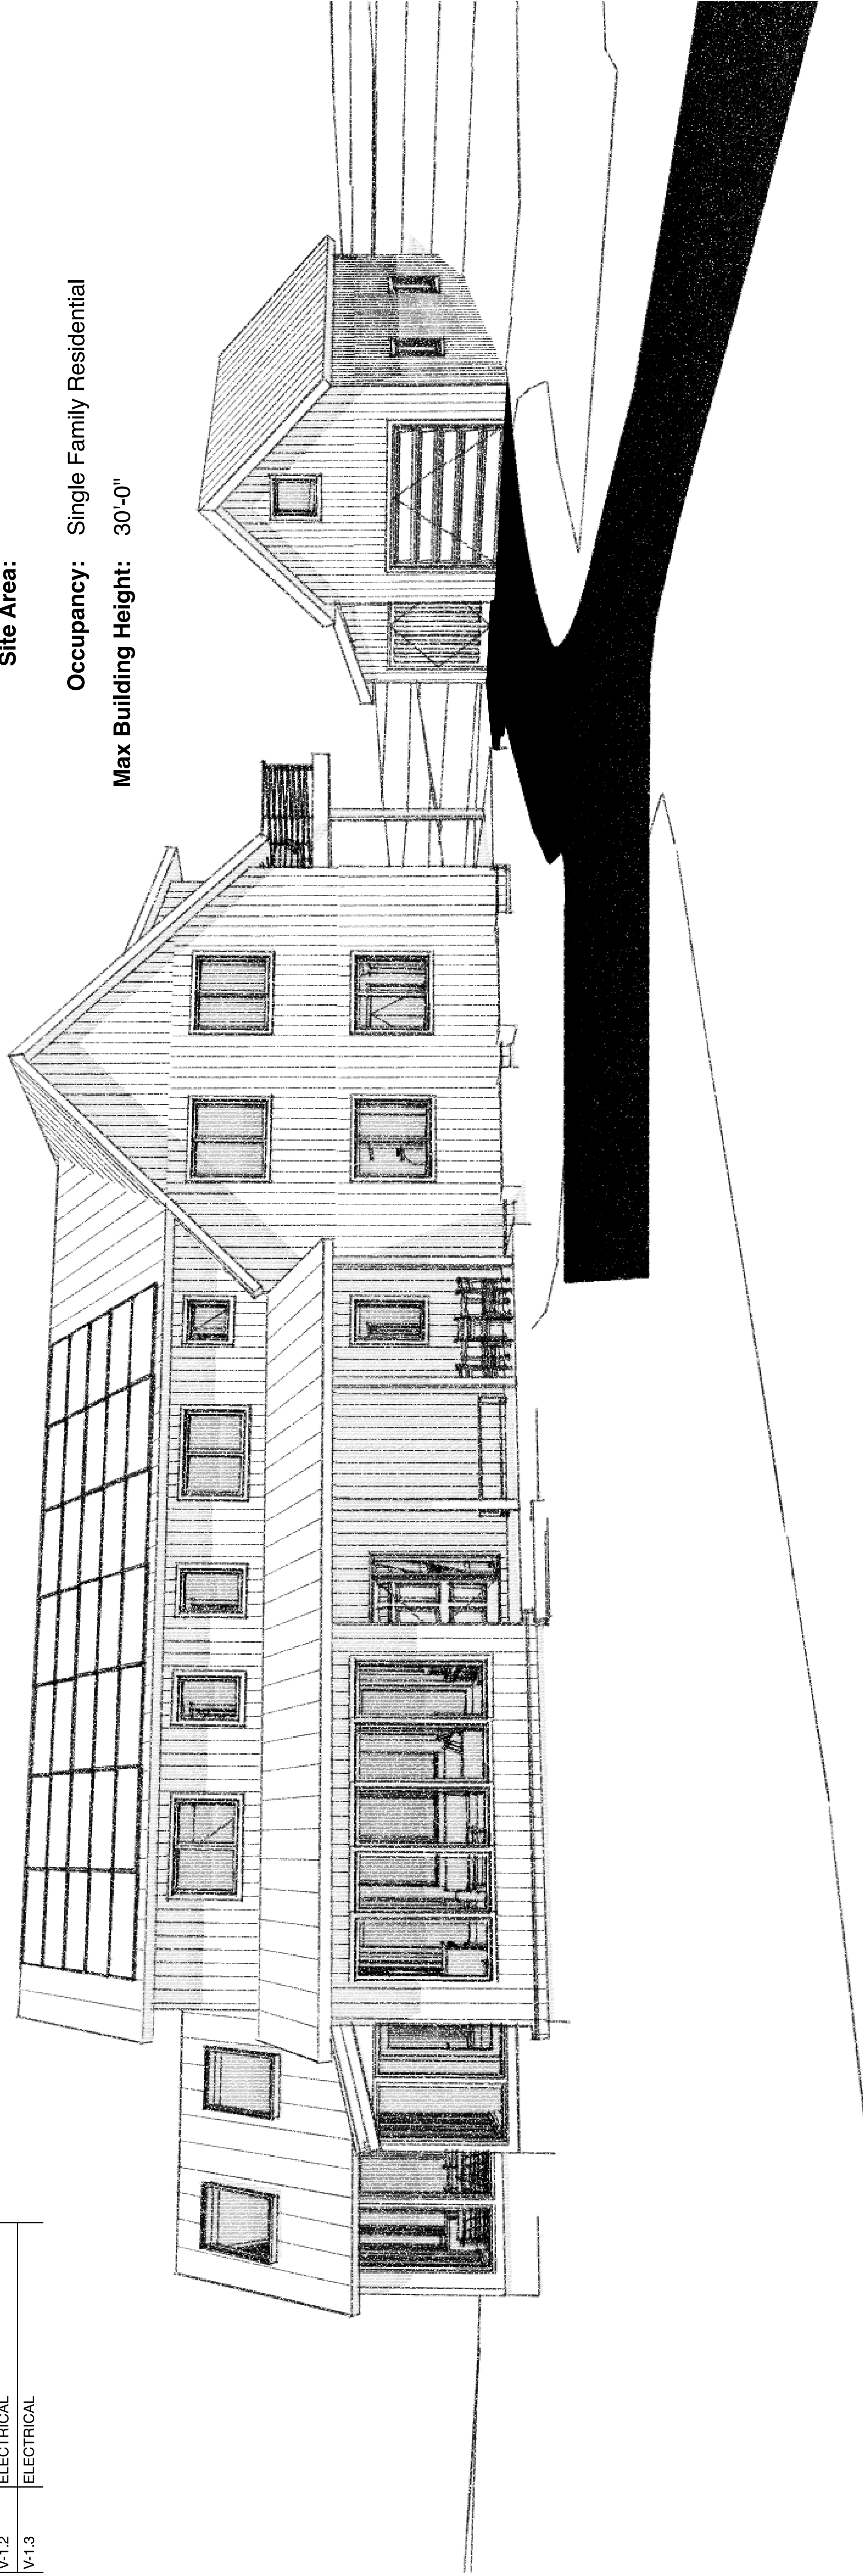 V-1.2 ELECTRICAL
V-1.3 ELECTRICAL
Site Area:
Occupancy: Single Family Residential
Max Building Height: 30'-0"